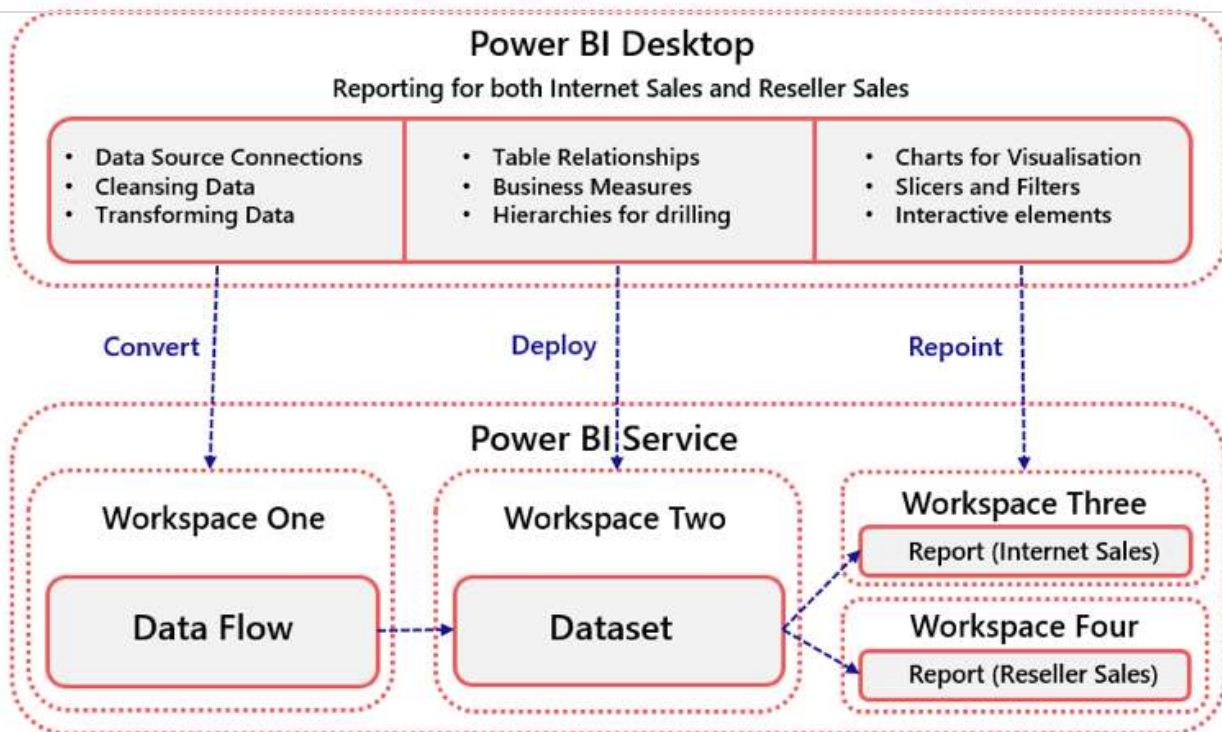 Power BI Desktop
Reporting for both Internet Sales and Reseller Sales
• Data Source Connections
• Cleansing Data
• Transforming Data
• Table Relationships
• Business Measures
• Hierarchies for drilling
• Charts for Visualisation
• Slicers and Filters
• Interactive elements
Convert
Deploy
Repoint
Power BI Service
Workspace One
Data Flow
Workspace Two
Dataset
Workspace Three
Report (Internet Sales)
Workspace Four
Report (Reseller Sales)